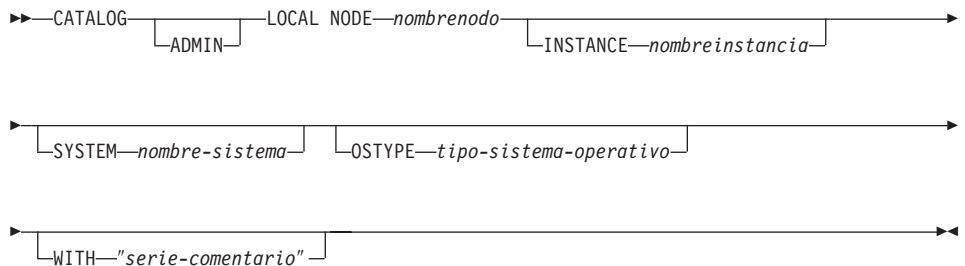 CATALOG LOCAL NODE nombrenodo
ADMIN INSTANCE nombreinstancia
SYSTEM nombre-sistema OSTYPE tipo-sistema-operativo
WITH "serie-comentario"